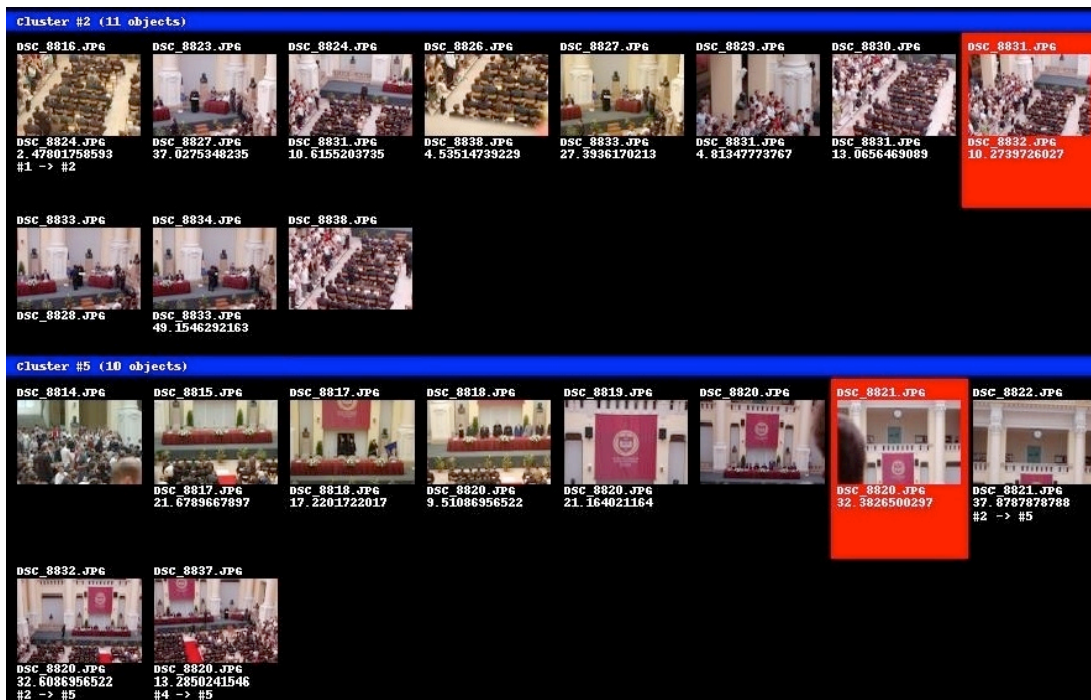 Cluster #2 (11 objects)
DSC_8816.JPG DSC_8823.JPG DSC_8824.JPG DSC_8826.JPG DSC_8827.JPG DSC_8829.JPG DSC_8830.JPG DSC_8831.JPG
DSC_8824.JPG DSC_8827.JPG DSC_8831.JPG DSC_8838.JPG DSC_8833.JPG DSC_8831.JPG DSC_8831.JPG DSC_8832.JPG
2.47801758593 37.0275348235 10.6155203735 4.53514739229 27.3936170213 4.81347773767 13.0656469089 10.2739726027
#1 -> #2
DSC_8833.JPG DSC_8834.JPG DSC_8838.JPG
DSC_8828.JPG DSC_8833.JPG
49.1546292163
Cluster #5 (10 objects)
DSC_8814.JPG DSC_8815.JPG DSC_8817.JPG DSC_8818.JPG DSC_8819.JPG DSC_8820.JPG DSC_8821.JPG DSC_8822.JPG
DSC_8817.JPG DSC_8818.JPG DSC_8820.JPG DSC_8820.JPG DSC_8820.JPG DSC_8821.JPG
21.6789667897 17.2201722017 9.51086956522 21.164021164 32.3826500297 37.8787878788
#2 -> #5
DSC_8832.JPG DSC_8837.JPG
DSC_8820.JPG DSC_8820.JPG
32.6086956522 13.2850241546
#2 -> #5 #4 -> #5